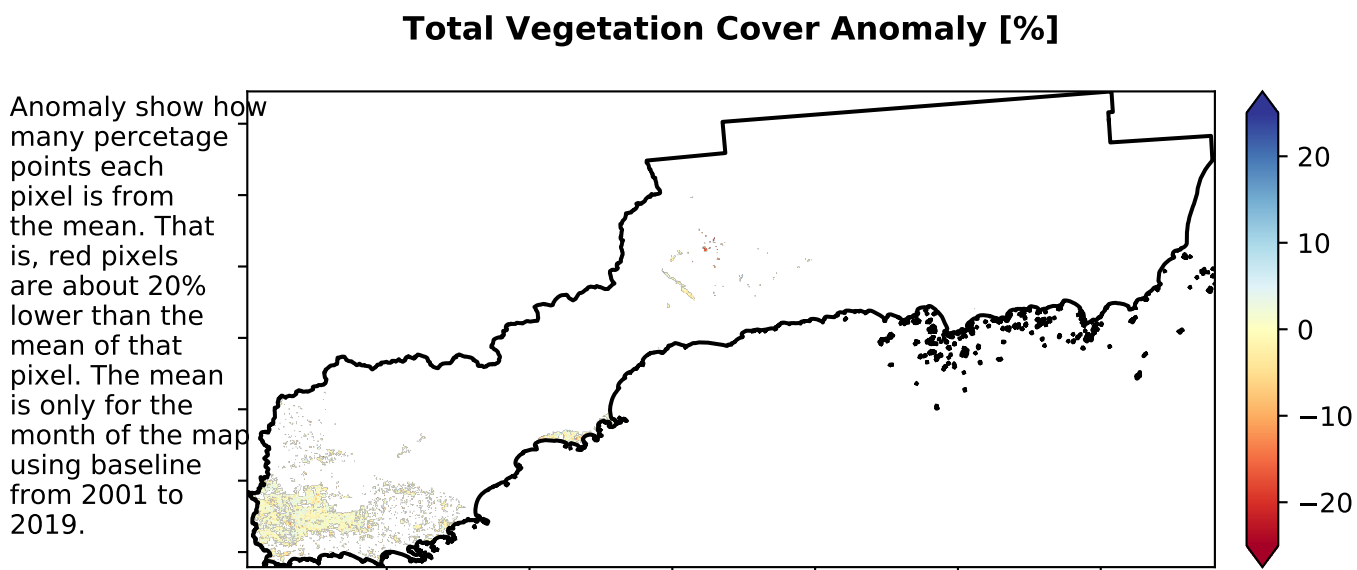 Total Vegetation Cover Anomaly [%]
Anomaly show how
many percetage
points each
pixel is from
the mean. That
is, red pixels
are about 20%
lower than the
mean of that
pixel. The mean
is only for the
month of the map
using baseline
from 2001 to
2019.
20
10
0
−10
−20